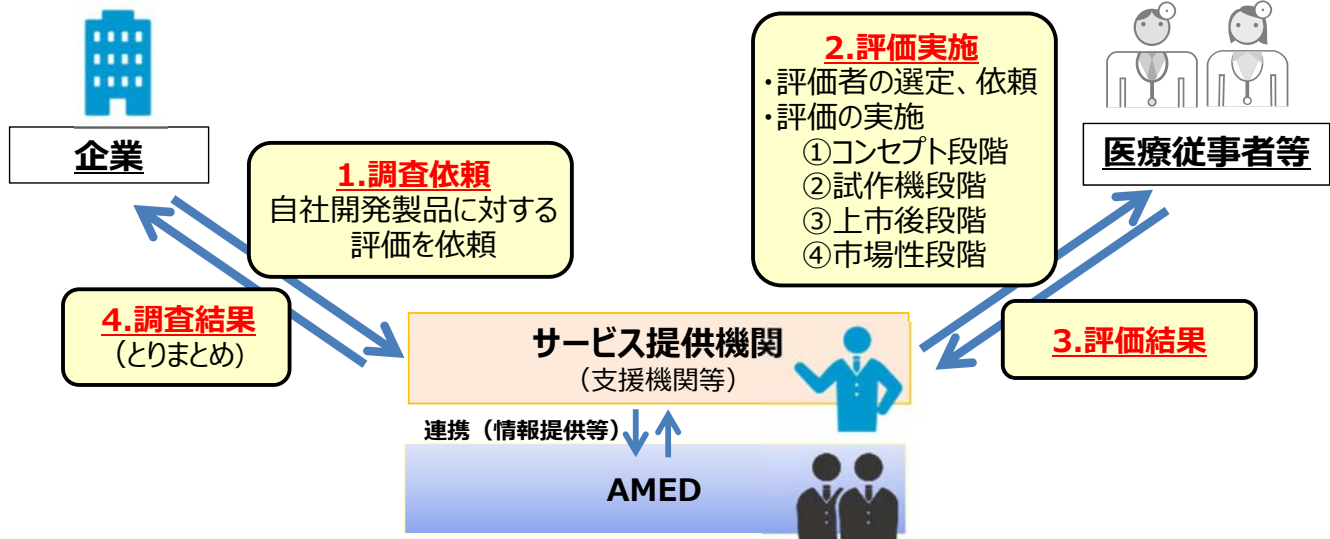 企業
1.調査依頼
自社開発製品に対する
評価を依頼
2.評価実施
・評価者の選定、依頼
・評価の実施
①コンセプト段階
②試作機段階
③上市後段階
④市場性段階
医療従事者等
4.調査結果
（とりまとめ）
サービス提供機関
（支援機関等）
3.評価結果
連携（情報提供等）
AMED